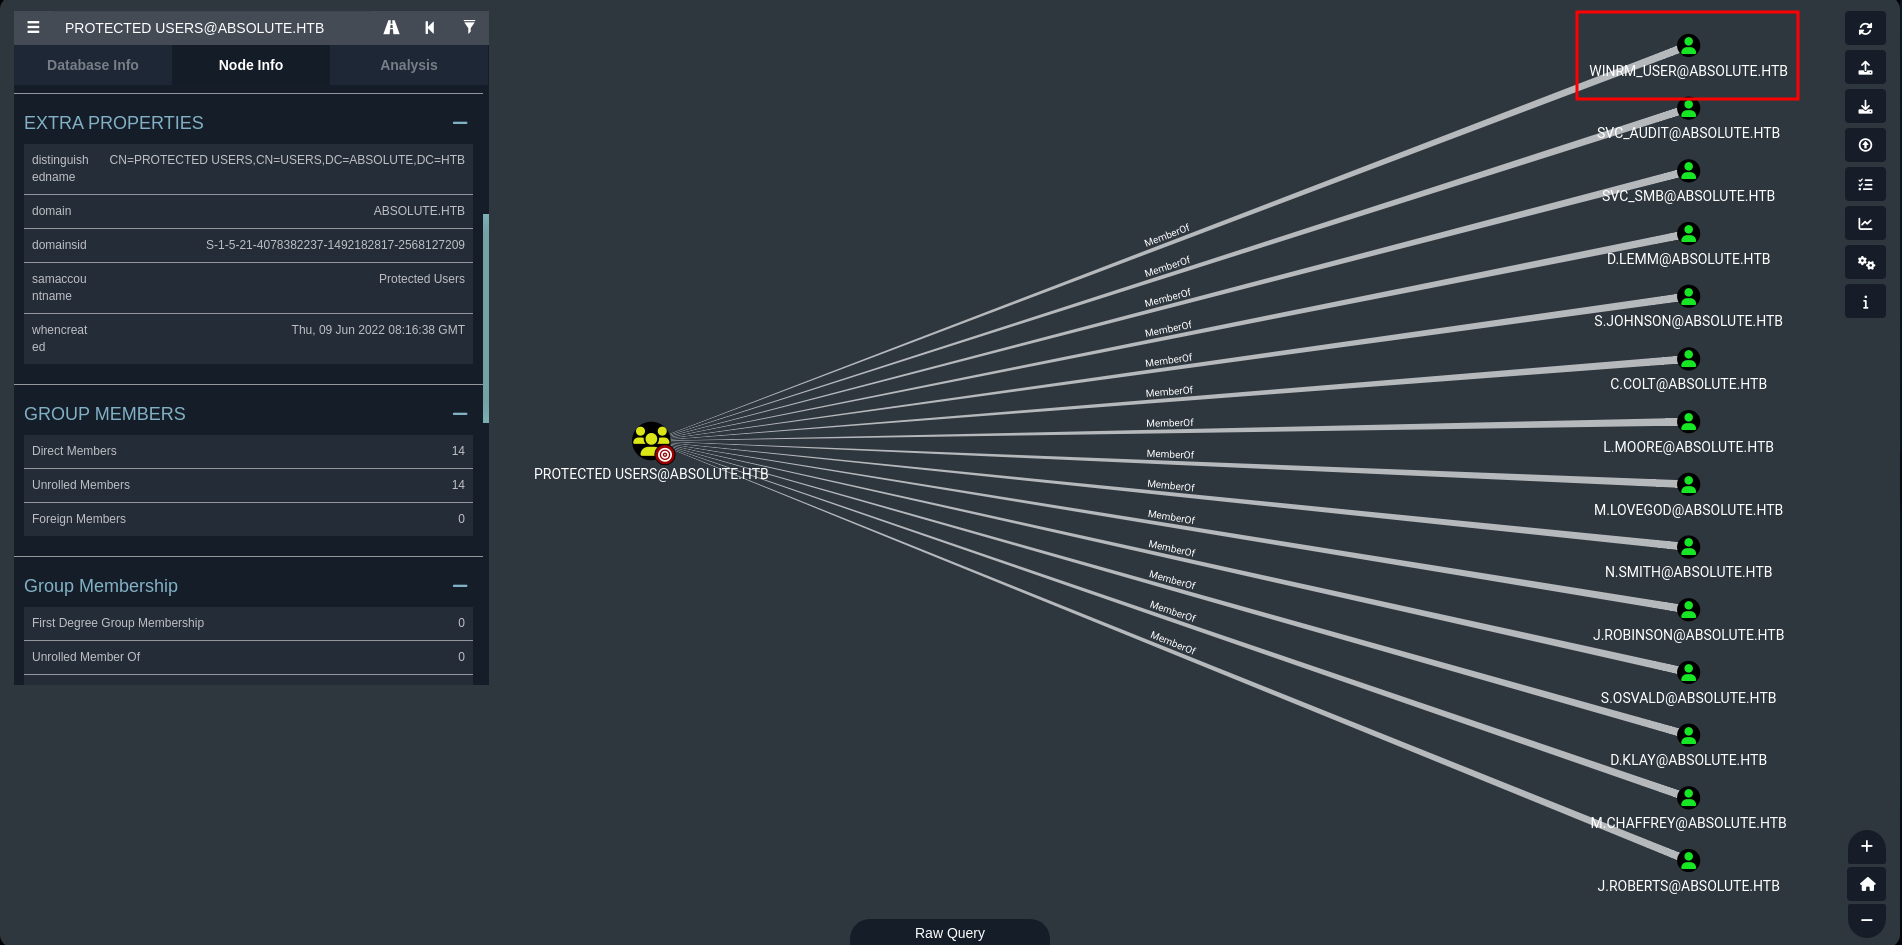 PROTECTED USERS@ABSOLUTE.HTB
Database Info
Node Info
Analysis
EXTRA PROPERTIES
distinguish
edname
CN=PROTECTED USERS,CN=USERS,DC=ABSOLUTE,DC=HTB
domain
ABSOLUTE.HTB
domainsid
S-1-5-21-4078382237-1492182817-2568127209
samaccou
ntname
Protected Users
whencreat
ed
Thu, 09 Jun 2022 08:16:38 GMT
GROUP MEMBERS
Direct Members
14
Unrolled Members
14
Foreign Members
0
Group Membership
First Degree Group Membership
0
Unrolled Member Of
0
PROTECTED USERS@ABSOLUTE.HTB
MemberOf
MemberOf
MemberOf
MemberOf
MemberOf
MemberOf
MemberOf
MemberOf
MemberOf
MemberOf
MemberOf
MemberOf
MemberOf
MemberOf
WINRM_USER@ABSOLUTE.HTB
SVC_AUDIT@ABSOLUTE.HTB
SVC_SMB@ABSOLUTE.HTB
D.LEMM@ABSOLUTE.HTB
S.JOHNSON@ABSOLUTE.HTB
C.COLT@ABSOLUTE.HTB
L.MOORE@ABSOLUTE.HTB
M.LOVEGOD@ABSOLUTE.HTB
N.SMITH@ABSOLUTE.HTB
J.ROBINSON@ABSOLUTE.HTB
S.OSVALD@ABSOLUTE.HTB
D.KLAY@ABSOLUTE.HTB
M.CHAFFREY@ABSOLUTE.HTB
J.ROBERTS@ABSOLUTE.HTB
Raw Query